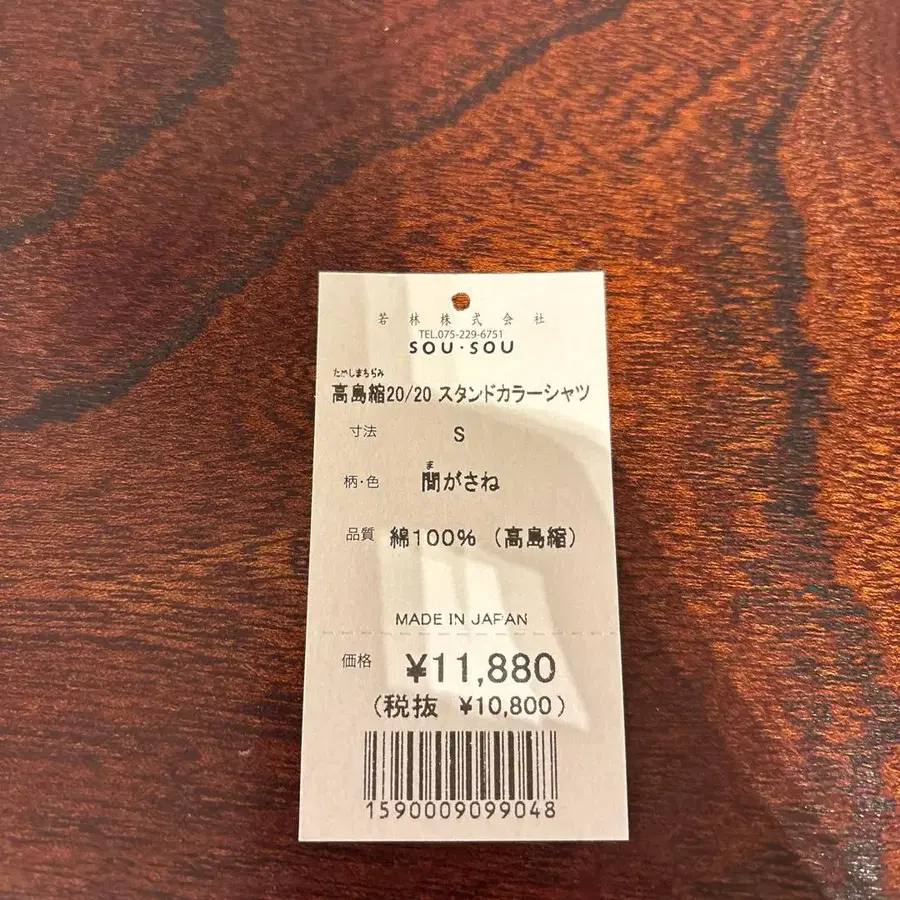 若林株式会社
TEL.075-229-6751
SOU・SOU
たかしまちぢみ
高島縮20/20 スタンドカラーシャツ
寸法 S
ま
柄・色 間がさね
品質 綿100% (高島縮)
MADE IN JAPAN
価格 ¥11,880
(税抜 ¥10,800)
1590009099048